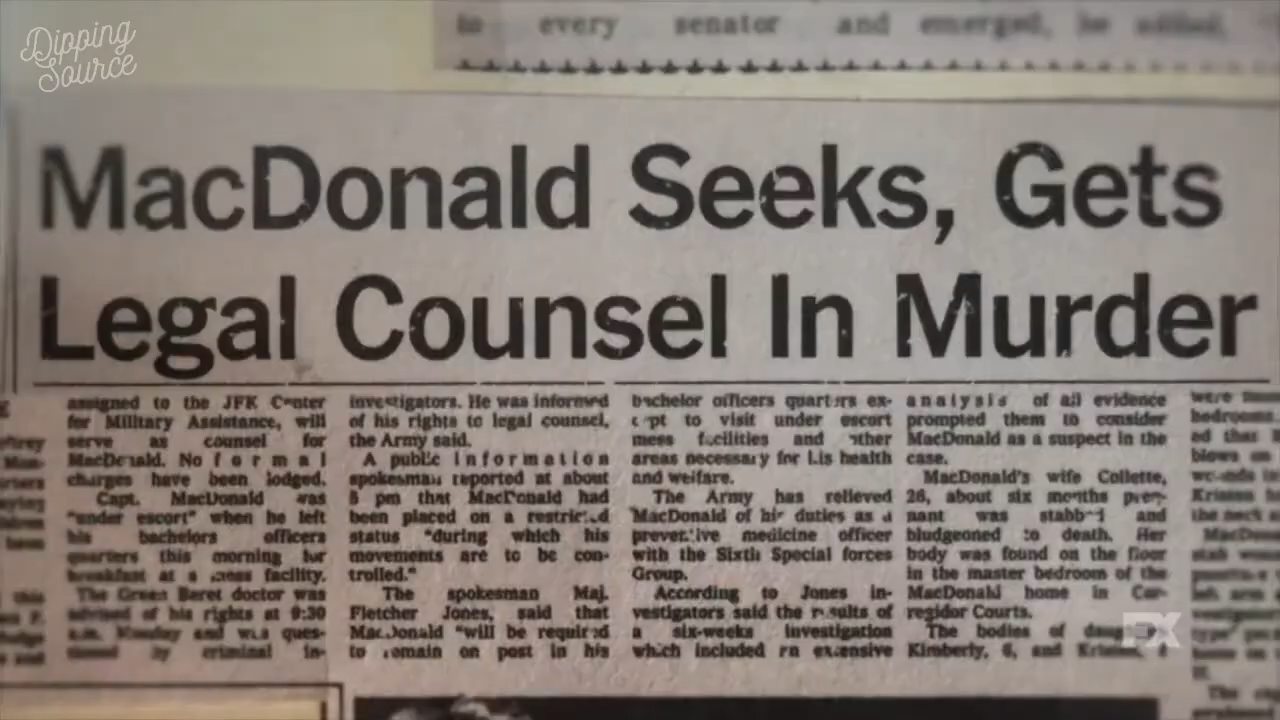 Dipping
Source
to every senator and emerged, he added,
MacDonald Seeks, Gets
Legal Counsel In Murder
assigned to the JFK Center
for Military Assistance, will
serve as counsel for
MacDonald. No formal
charges have been lodged.
Capt. MacDonald was
"under escort" when he left
his bachelors officers
quarters this morning for
breakfast at a mess facility.
The Green Beret doctor was
advised of his rights at 9:30
a.m. Monday and was ques-
tioned by criminal in-
investigators. He was informed
of his rights to legal counsel,
the Army said.
A public information
spokesman reported at about
5 pm that MacDonald had
been placed on a restricted
status "during which his
movements are to be con-
trolled."
The spokesman Maj.
Fletcher Jones, said that
MacDonald "will be required
to remain on post in his
bachelor officers quarters ex-
cept to visit under escort
mess facilities and other
areas necessary for his health
and welfare.
The Army has relieved
MacDonald of his duties as a
preventive medicine officer
with the Sixth Special forces
Group.
According to Jones in-
vestigators said the results of
a six-weeks investigation
which included an extensive
analysis of all evidence
prompted them to consider
MacDonald as a suspect in the
case.
MacDonald's wife Collette,
26, about six months preg-
nant was stabbed and
bludgeoned to death. Her
body was found on the floor
in the master bedroom of the
MacDonald home in Cor-
regidor Courts.
The bodies of
Kimberly, 6, and
FX